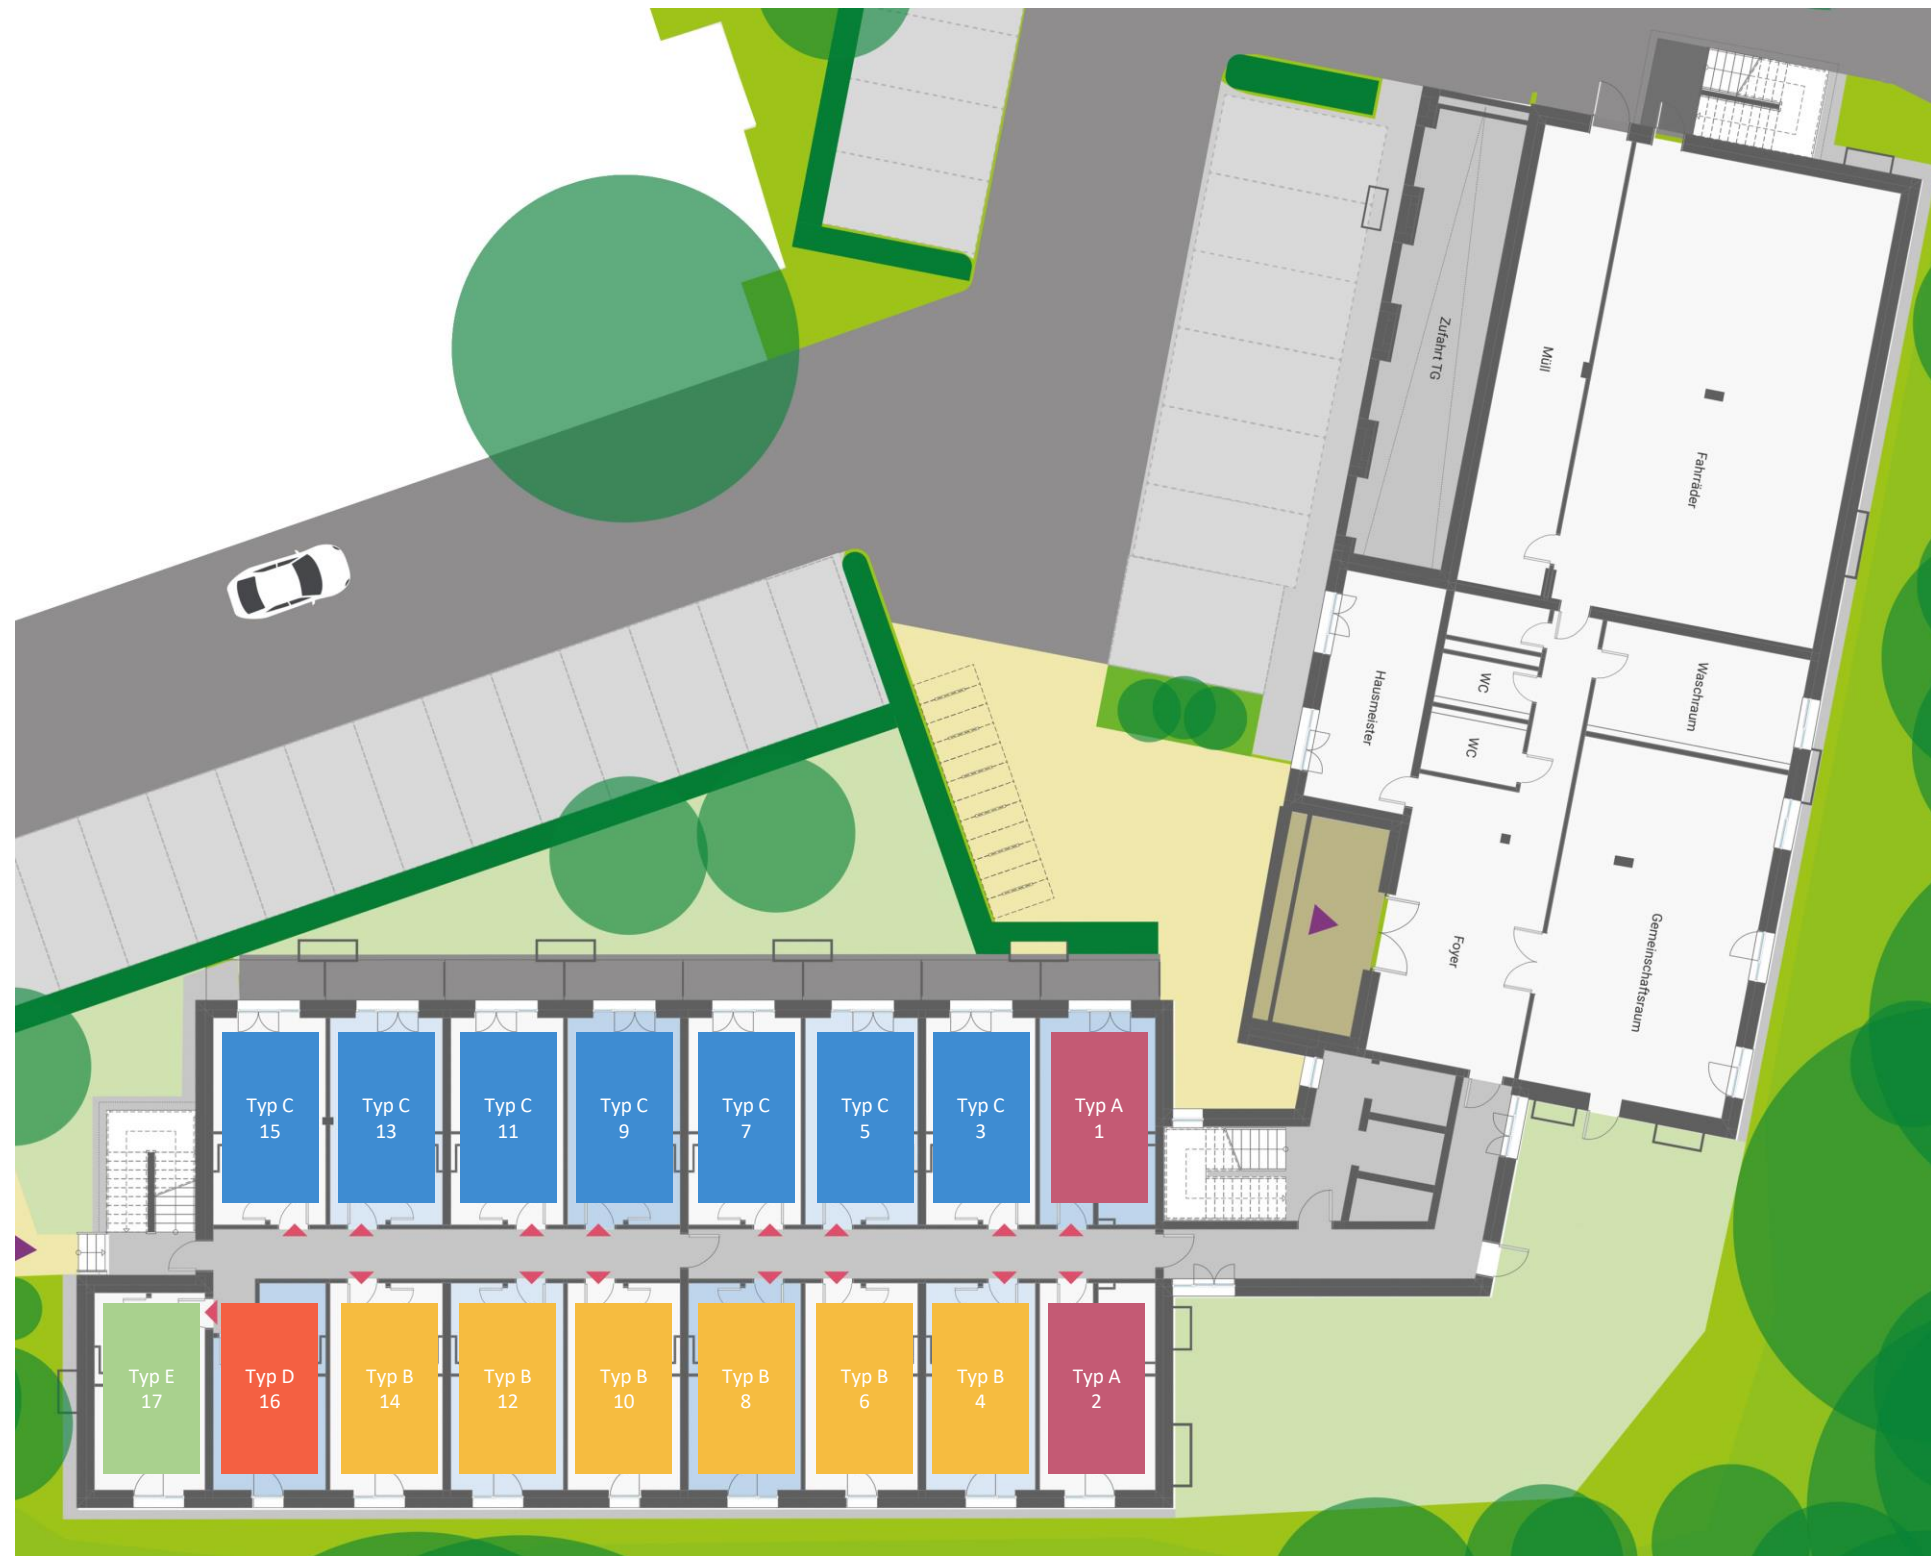 Zufahrt TG
Müll
Fahrräder
Hausmeister
WC
WC
Waschraum
Foyer
Gemeinschaftsraum
Typ C
15
Typ C
13
Typ C
11
Typ C
9
Typ C
7
Typ C
5
Typ C
3
Typ A
1
Typ E
17
Typ D
16
Typ B
14
Typ B
12
Typ B
10
Typ B
8
Typ B
6
Typ B
4
Typ A
2